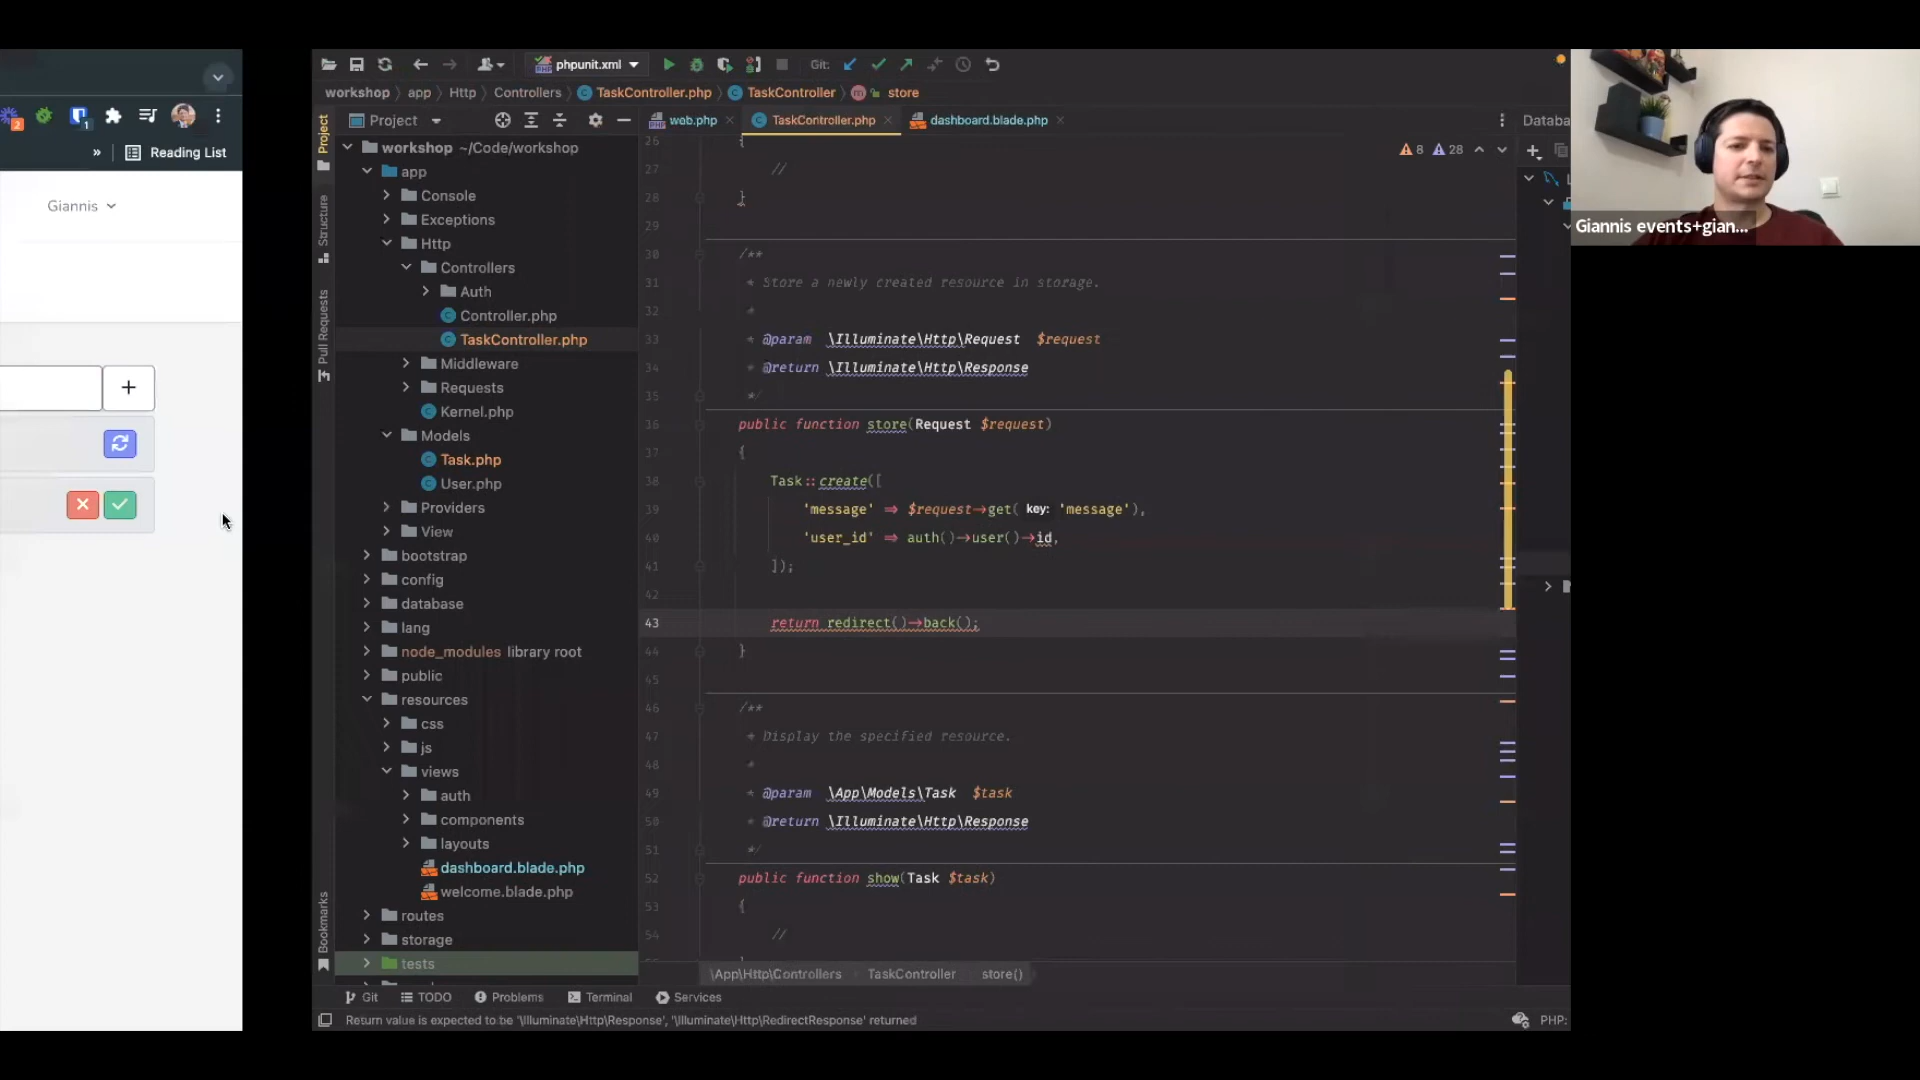 2
1
»
Reading List
Giannis
+
phpunit.xml
Git:
workshop
app
Http
Controllers
TaskController.php
TaskController
m
store
Project
Structure
Pull Requests
Bookmarks
Project
workshop ~/Code/workshop
app
Console
Exceptions
Http
Controllers
Auth
Controller.php
TaskController.php
Middleware
Requests
Kernel.php
Models
Task.php
User.php
Providers
View
bootstrap
config
database
lang
node_modules library root
public
resources
css
js
views
auth
components
layouts
dashboard.blade.php
welcome.blade.php
routes
storage
tests
web.php
TaskController.php
dashboard.blade.php
8
28
26 {
27 //
28 }
29
30 /**
31 * Store a newly created resource in storage.
32 *
33 * @param \Illuminate\Http\Request $request
34 * @return \Illuminate\Http\Response
35 */
36 public function store(Request $request)
37 {
38 Task::create([
39 'message' => $request->get( key: 'message'),
40 'user_id' => auth()->user()->id,
41 ]);
42
43 return redirect()->back();
44 }
45
46 /**
47 * Display the specified resource.
48 *
49 * @param \App\Models\Task $task
50 * @return \Illuminate\Http\Response
51 */
52 public function show(Task $task)
53 {
54 //
\App\Http\Controllers
TaskController
store()
Databa
Git
TODO
Problems
Terminal
Services
Return value is expected to be '\Illuminate\Http\Response', '\Illuminate\Http\RedirectResponse' returned
PHP:
Giannis events+gian...